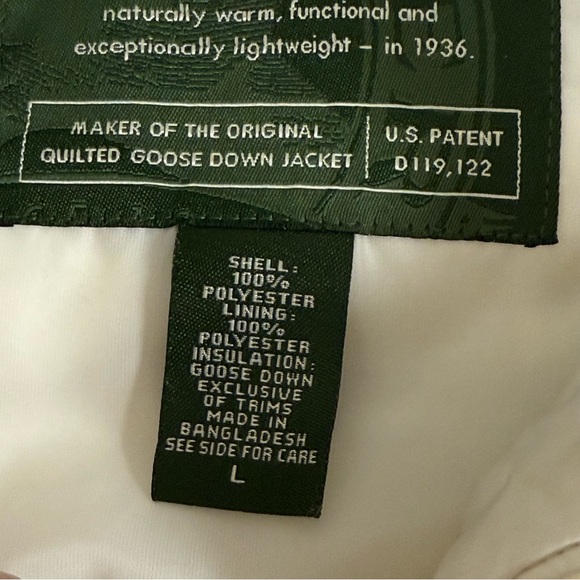 naturally warm, functional and
exceptionally lightweight – in 1936.
MAKER OF THE ORIGINAL
QUILTED GOOSE DOWN JACKET
U.S. PATENT
D119,122
SHELL:
100%
POLYESTER
LINING:
100%
POLYESTER
INSULATION:
GOOSE DOWN
EXCLUSIVE
OF TRIMS
MADE IN
BANGLADESH
SEE SIDE FOR CARE
L